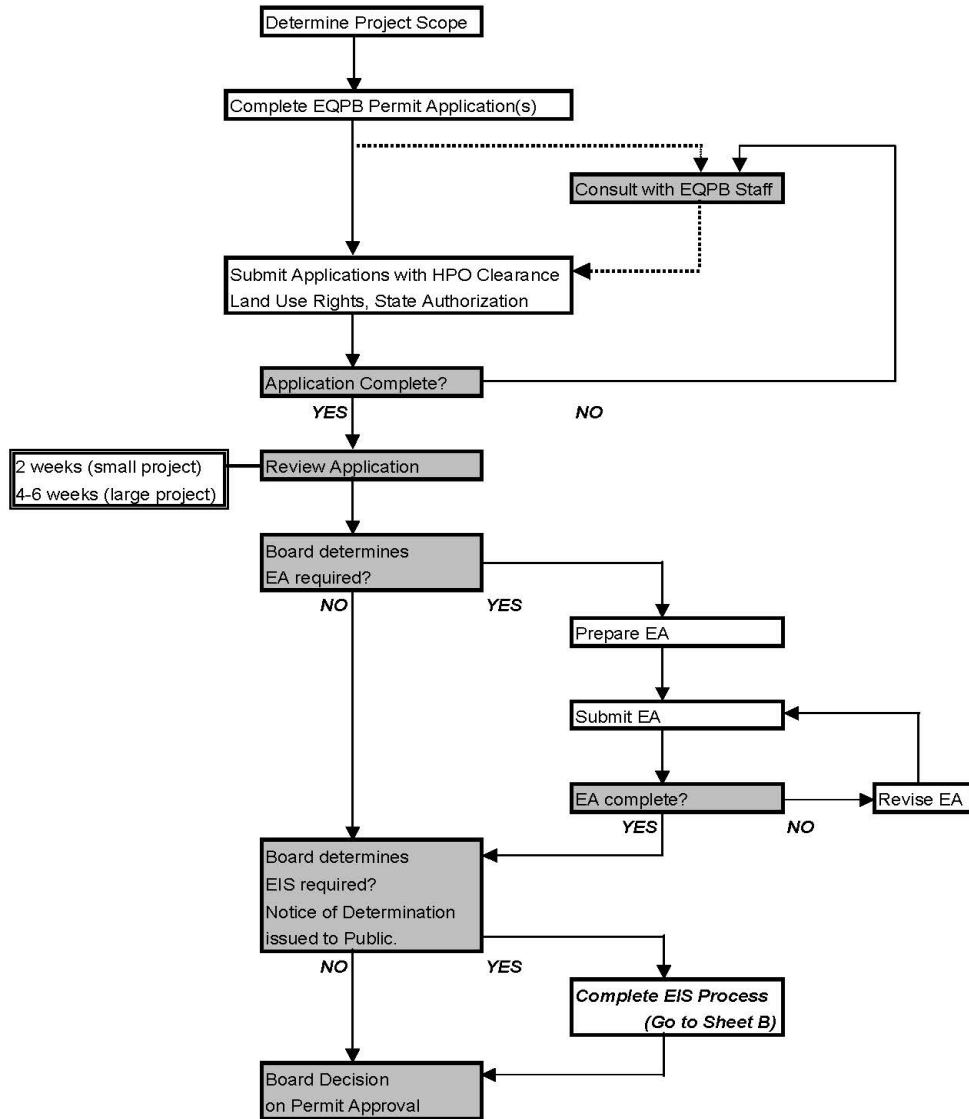 Determine Project Scope
Complete EQPB Permit Application(s)
Consult with EQPB Staff
Submit Applications with HPO Clearance
Land Use Rights, State Authorization
Application Complete?
YES
NO
2 weeks (small project)
4-6 weeks (large project)
Review Application
Board determines
EA required?
NO
YES
Prepare EA
Submit EA
EA complete?
Revise EA
YES
NO
Board determines
EIS required?
Notice of Determination
issued to Public.
NO
YES
Complete EIS Process
(Go to Sheet B)
Board Decision
on Permit Approval